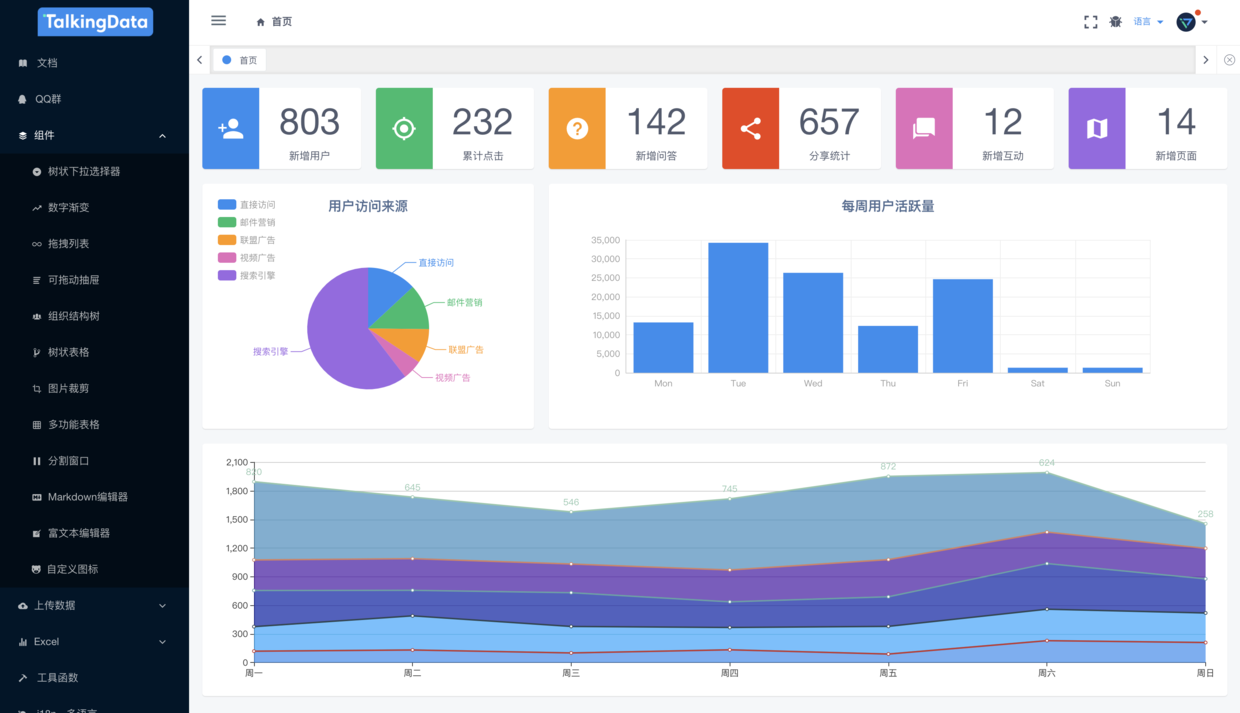 TalkingData
首页
语言
文档
QQ群
组件
树状下拉选择器
数字渐变
拖拽列表
可拖动抽屉
组织结构树
树状表格
图片裁剪
多功能表格
分割窗口
Markdown编辑器
富文本编辑器
自定义图标
上传数据
Excel
工具函数
首页
803
新增用户
232
累计点击
142
新增问答
657
分享统计
12
新增互动
14
新增页面
用户访问来源
直接访问
邮件营销
联盟广告
视频广告
搜索引擎
直接访问
邮件营销
联盟广告
视频广告
搜索引擎
每周用户活跃量
35,000
30,000
25,000
20,000
15,000
10,000
5,000
0
Mon Tue Wed Thu Fri Sat Sun
2,100
1,800
1,500
1,200
900
600
300
0
820 645 546 745 872 624 258
周一 周二 周三 周四 周五 周六 周日